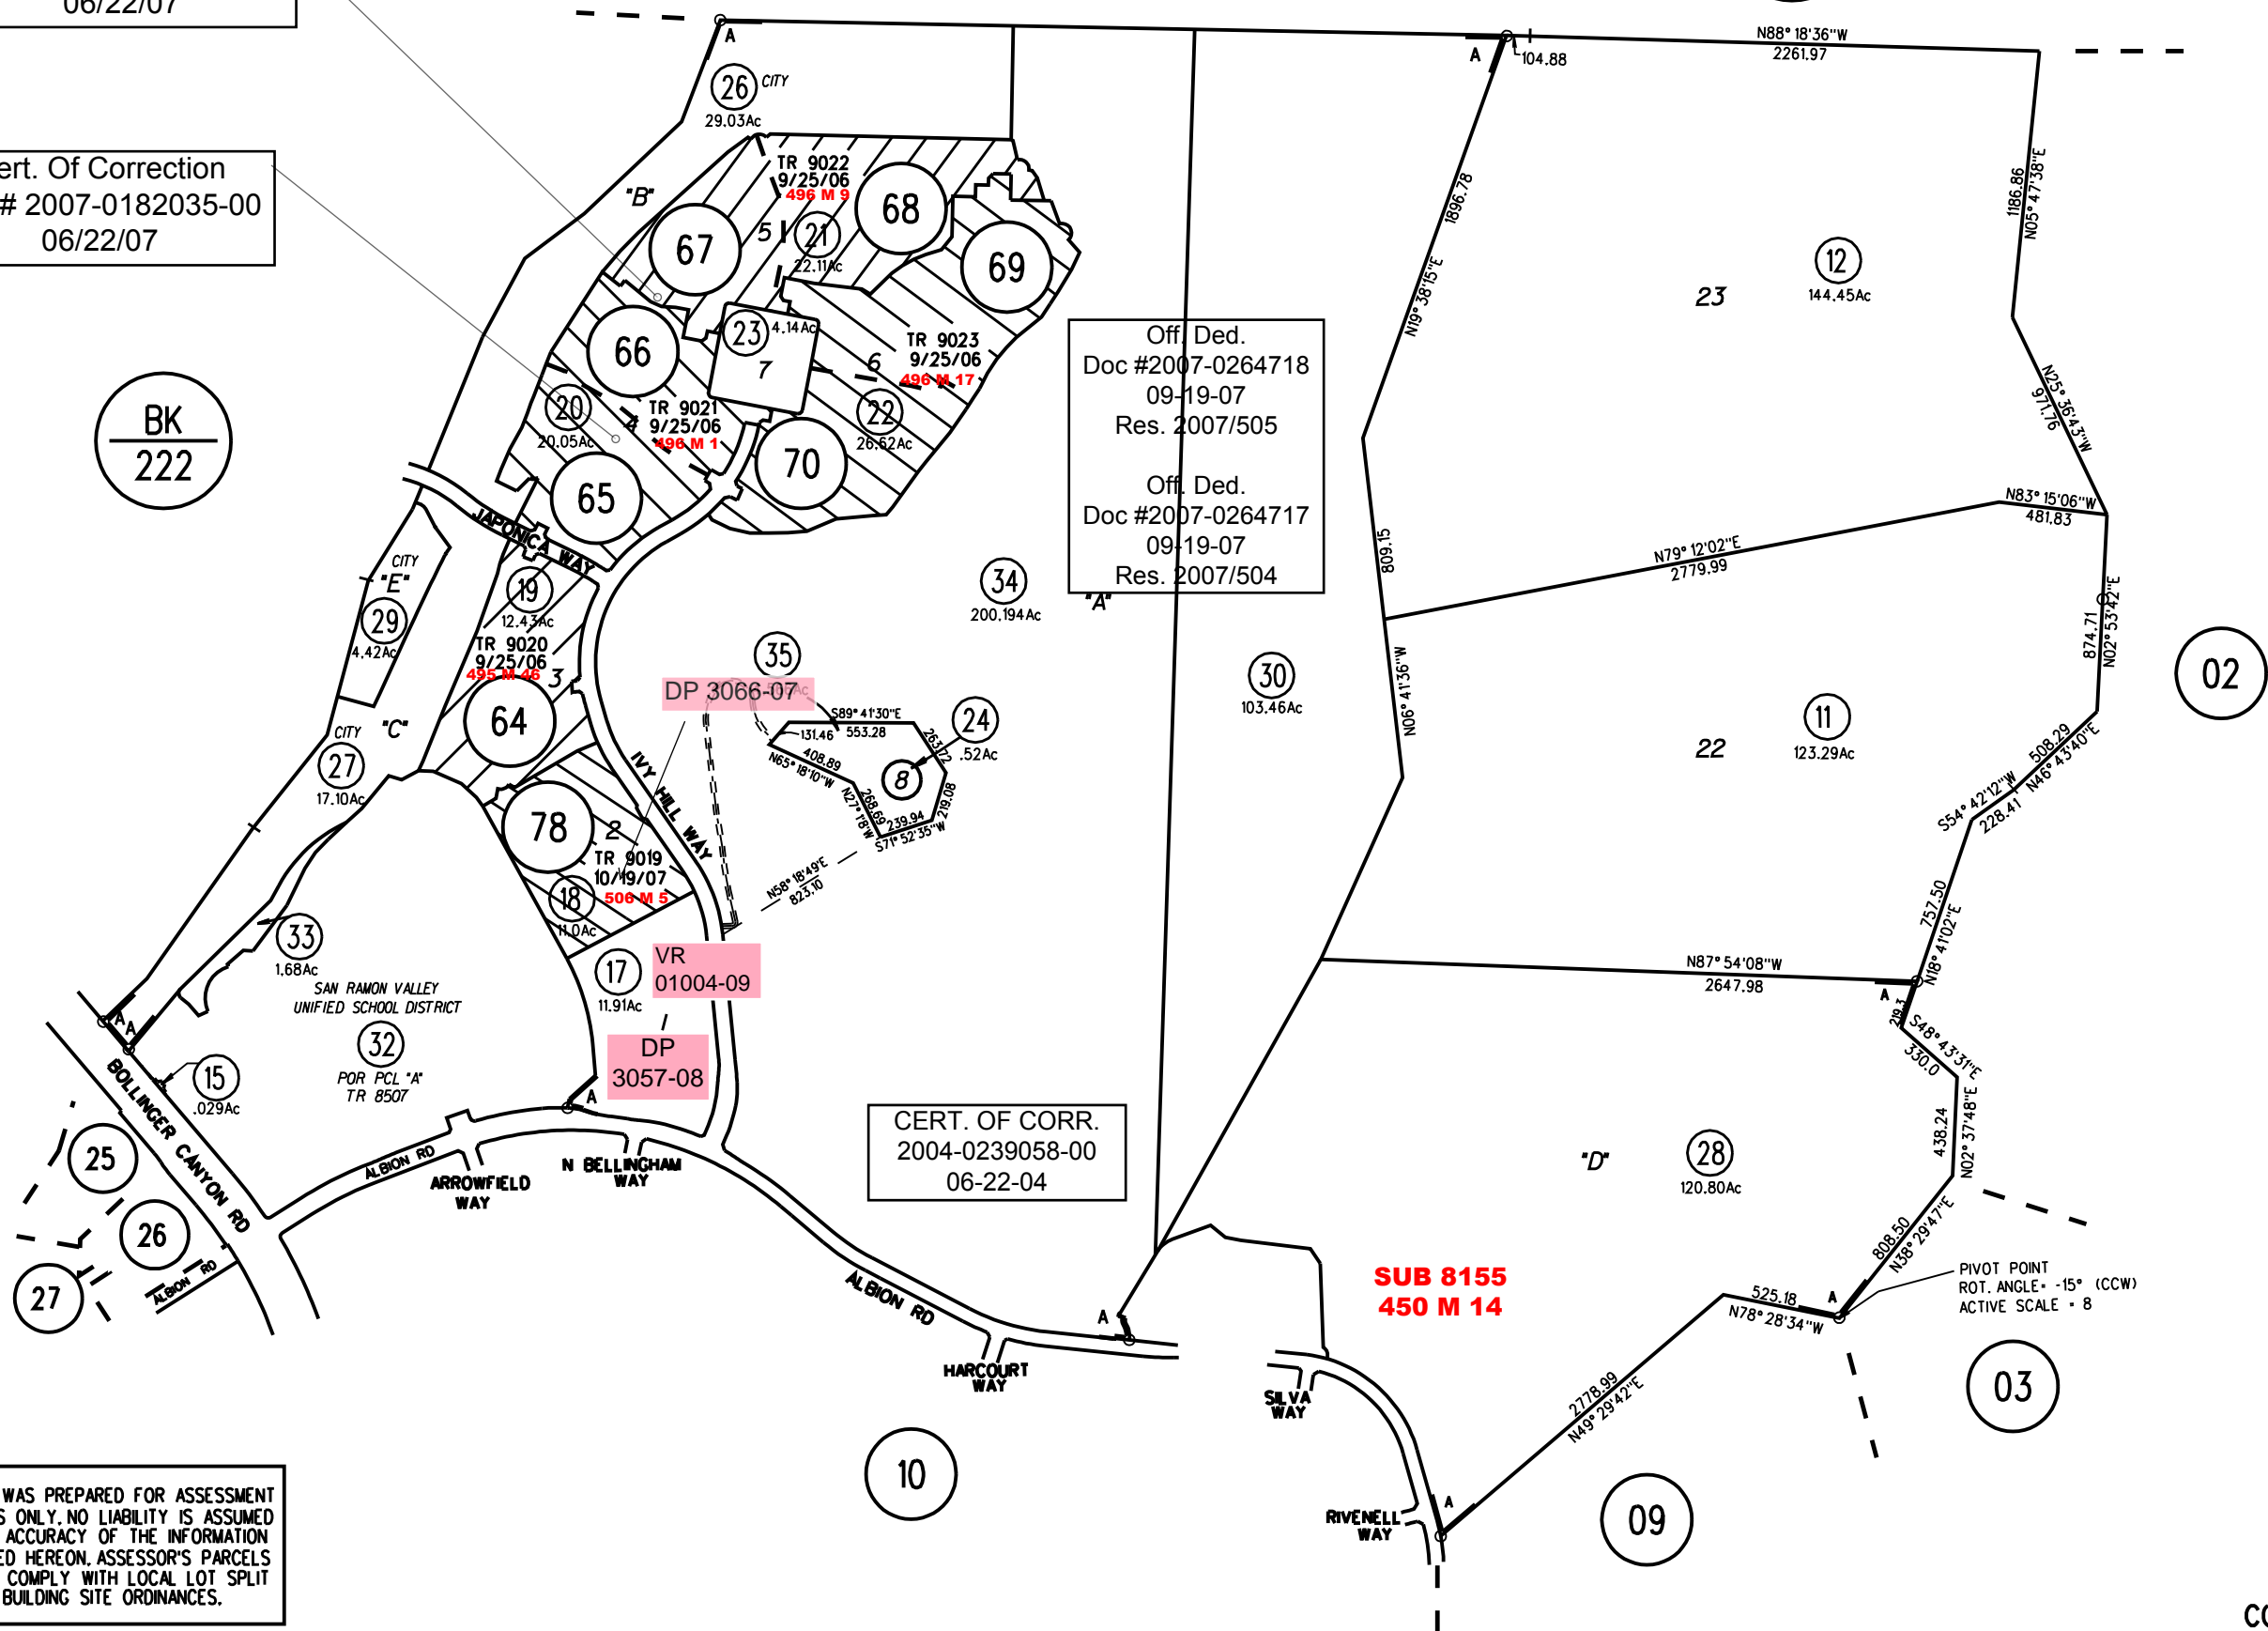 06/22/07
ert. Of Correction
# 2007-0182035-00
06/22/07
BK
222
A
26 CITY
29.03Ac
"B"
TR 9022
9/25/06
496 M 9
67
5
21
22.11Ac
68
69
66
23
4.14Ac
7
TR 9023
9/25/06
496 M 17
6
20
20.05Ac
4
TR 9021
9/25/06
496 M 1
22
26.62Ac
70
65
JAPONICA WAY
CITY
"E"
29
4.42Ac
19
12.43Ac
TR 9020
9/25/06
495 M 46
3
64
CITY "C"
27
17.10Ac
78
2
TR 9019
10/19/07
506 M 5
18
11.0Ac
IVY HILL WAY
17
11.91Ac
VR
01004-09
DP
3057-08
DP 3066-07
35
34
200.194Ac
"A"
S89° 41'30"E
553.28
131.46
408.89
N65° 18'10"W
263.72
24
.52Ac
8
268.69
N27° 1'8"W
239.94
S71° 52'35"W
219.08
N58° 18'49"E
823.10
Off. Ded.
Doc #2007-0264718
09-19-07
Res. 2007/505
Off. Ded.
Doc #2007-0264717
09-19-07
Res. 2007/504
30
103.46Ac
A
104.88
N88° 18'36"W
2261.97
1896.78
N19° 38'15"E
1186.86
N05° 47'38"E
12
144.45Ac
23
N25° 36'43"W
971.76
N83° 15'06"W
481.83
N79° 12'02"E
2779.99
809.15
N06° 41'36"W
874.71
N02° 53'42"E
02
22
11
123.29Ac
508.29
N46° 43'40"E
S54° 42'12"W
228.41
757.50
N18° 41'02"E
N87° 54'08"W
2647.98
A
219.3
S48° 43'31"E
330.0
438.24
N02° 37'48"E
"D"
28
120.80Ac
808.50
N38° 29'47"E
PIVOT POINT
ROT. ANGLE= -15° (CCW)
ACTIVE SCALE = 8
525.18
A
N78° 28'34"W
2778.99
N49° 29'42"E
03
09
SUB 8155
450 M 14
33
1.68Ac
SAN RAMON VALLEY
UNIFIED SCHOOL DISTRICT
32
POR PCL "A"
TR 8507
A
A
15
.029Ac
BOLLINGER CANYON RD
25
26
27
ALBION RD
ALBION RD
ARROWFIELD
WAY
N BELLINGHAM
WAY
A
CERT. OF CORR.
2004-0239058-00
06-22-04
ALBION RD
A
HARCOURT
WAY
SILVA
WAY
RIVENELL
WAY
A
10
WAS PREPARED FOR ASSESSMENT
S ONLY. NO LIABILITY IS ASSUMED
ACCURACY OF THE INFORMATION
ED HEREON. ASSESSOR'S PARCELS
COMPLY WITH LOCAL LOT SPLIT
BUILDING SITE ORDINANCES.